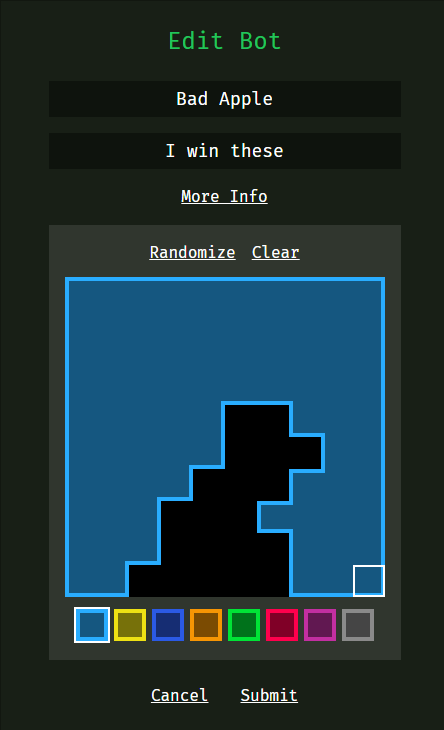 Edit Bot
Bad Apple
I win these
More Info
Randomize Clear
Cancel Submit